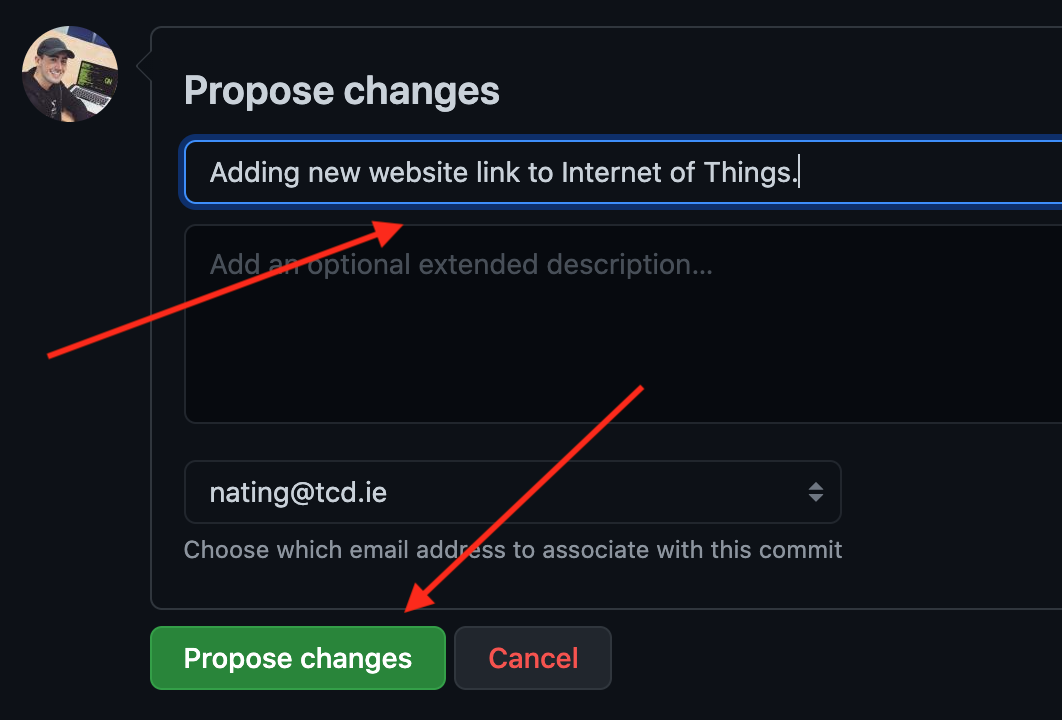 Propose changes
Adding new website link to Internet of Things.
Add an optional extended description...
nating@tcd.ie
Choose which email address to associate with this commit
Propose changes
Cancel